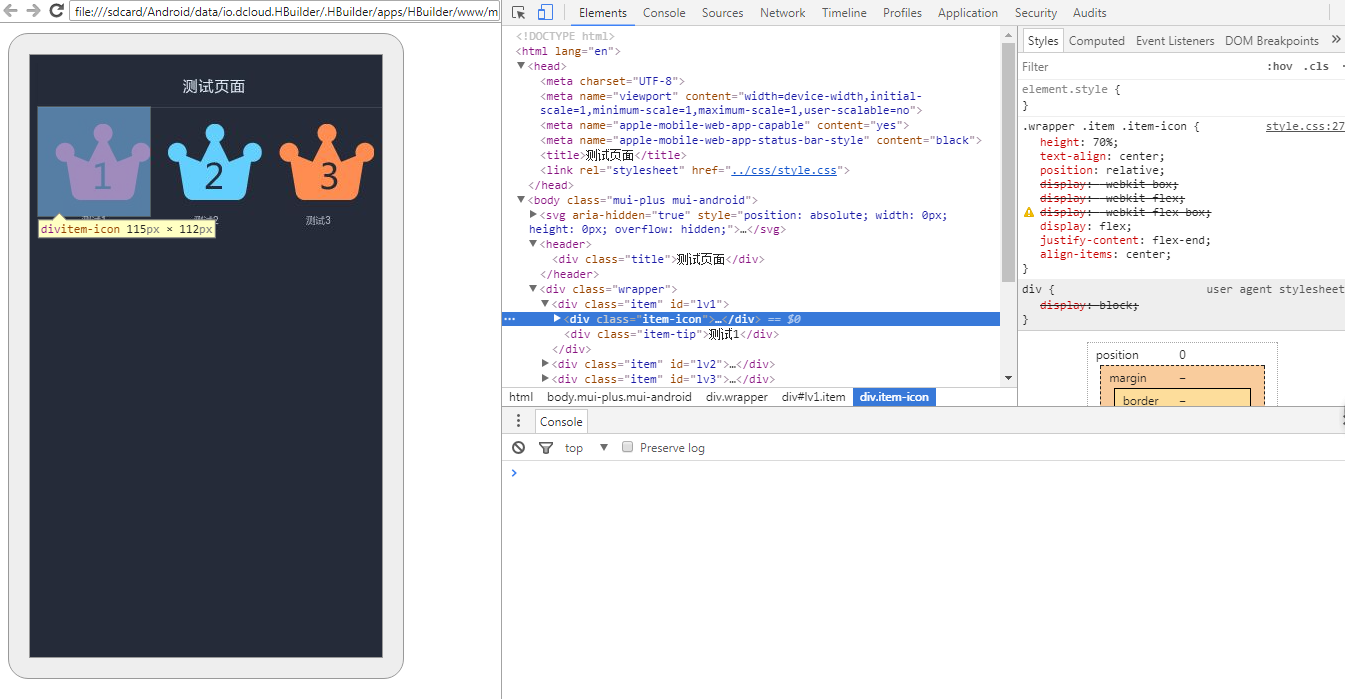 file:///sdcard/Android/data/io.dcloud.HBuilder/.HBuilder/apps/HBuilder/www/m
测试页面
1
2
3
测试2
测试3
divitem-icon 115px × 112px
Elements Console Sources Network Timeline Profiles Application Security Audits
<!DOCTYPE html>
<html lang="en">
▼<head>
<meta charset="UTF-8">
<meta name="viewport" content="width=device-width,initial-
scale=1,minimum-scale=1,maximum-scale=1,user-scalable=no">
<meta name="apple-mobile-web-app-capable" content="yes">
<meta name="apple-mobile-web-app-status-bar-style" content="black">
<title>测试页面</title>
<link rel="stylesheet" href="../css/style.css">
</head>
▼<body class="mui-plus mui-android">
▶<svg aria-hidden="true" style="position: absolute; width: 0px;
height: 0px; overflow: hidden;">…</svg>
▼<header>
<div class="title">测试页面</div>
</header>
▼<div class="wrapper">
▼<div class="item" id="lv1">
▶<div class="item-icon">…</div> == $0
<div class="item-tip">测试1</div>
</div>
▶<div class="item" id="lv2">…</div>
▶<div class="item" id="lv3">…</div>
html body.mui-plus.mui-android div.wrapper div#lv1.item div.item-icon
Styles Computed Event Listeners DOM Breakpoints »
Filter :hov .cls
element.style {
}
.wrapper .item .item-icon { style.css:27
height: 70%;
text-align: center;
position: relative;
display: -webkit-box;
display: -webkit-flex;
display: -webkit-flex-box;
display: flex;
justify-content: flex-end;
align-items: center;
}
div { user agent stylesheet
display: block;
}
position 0
margin –
border –
Console
top ▼ Preserve log